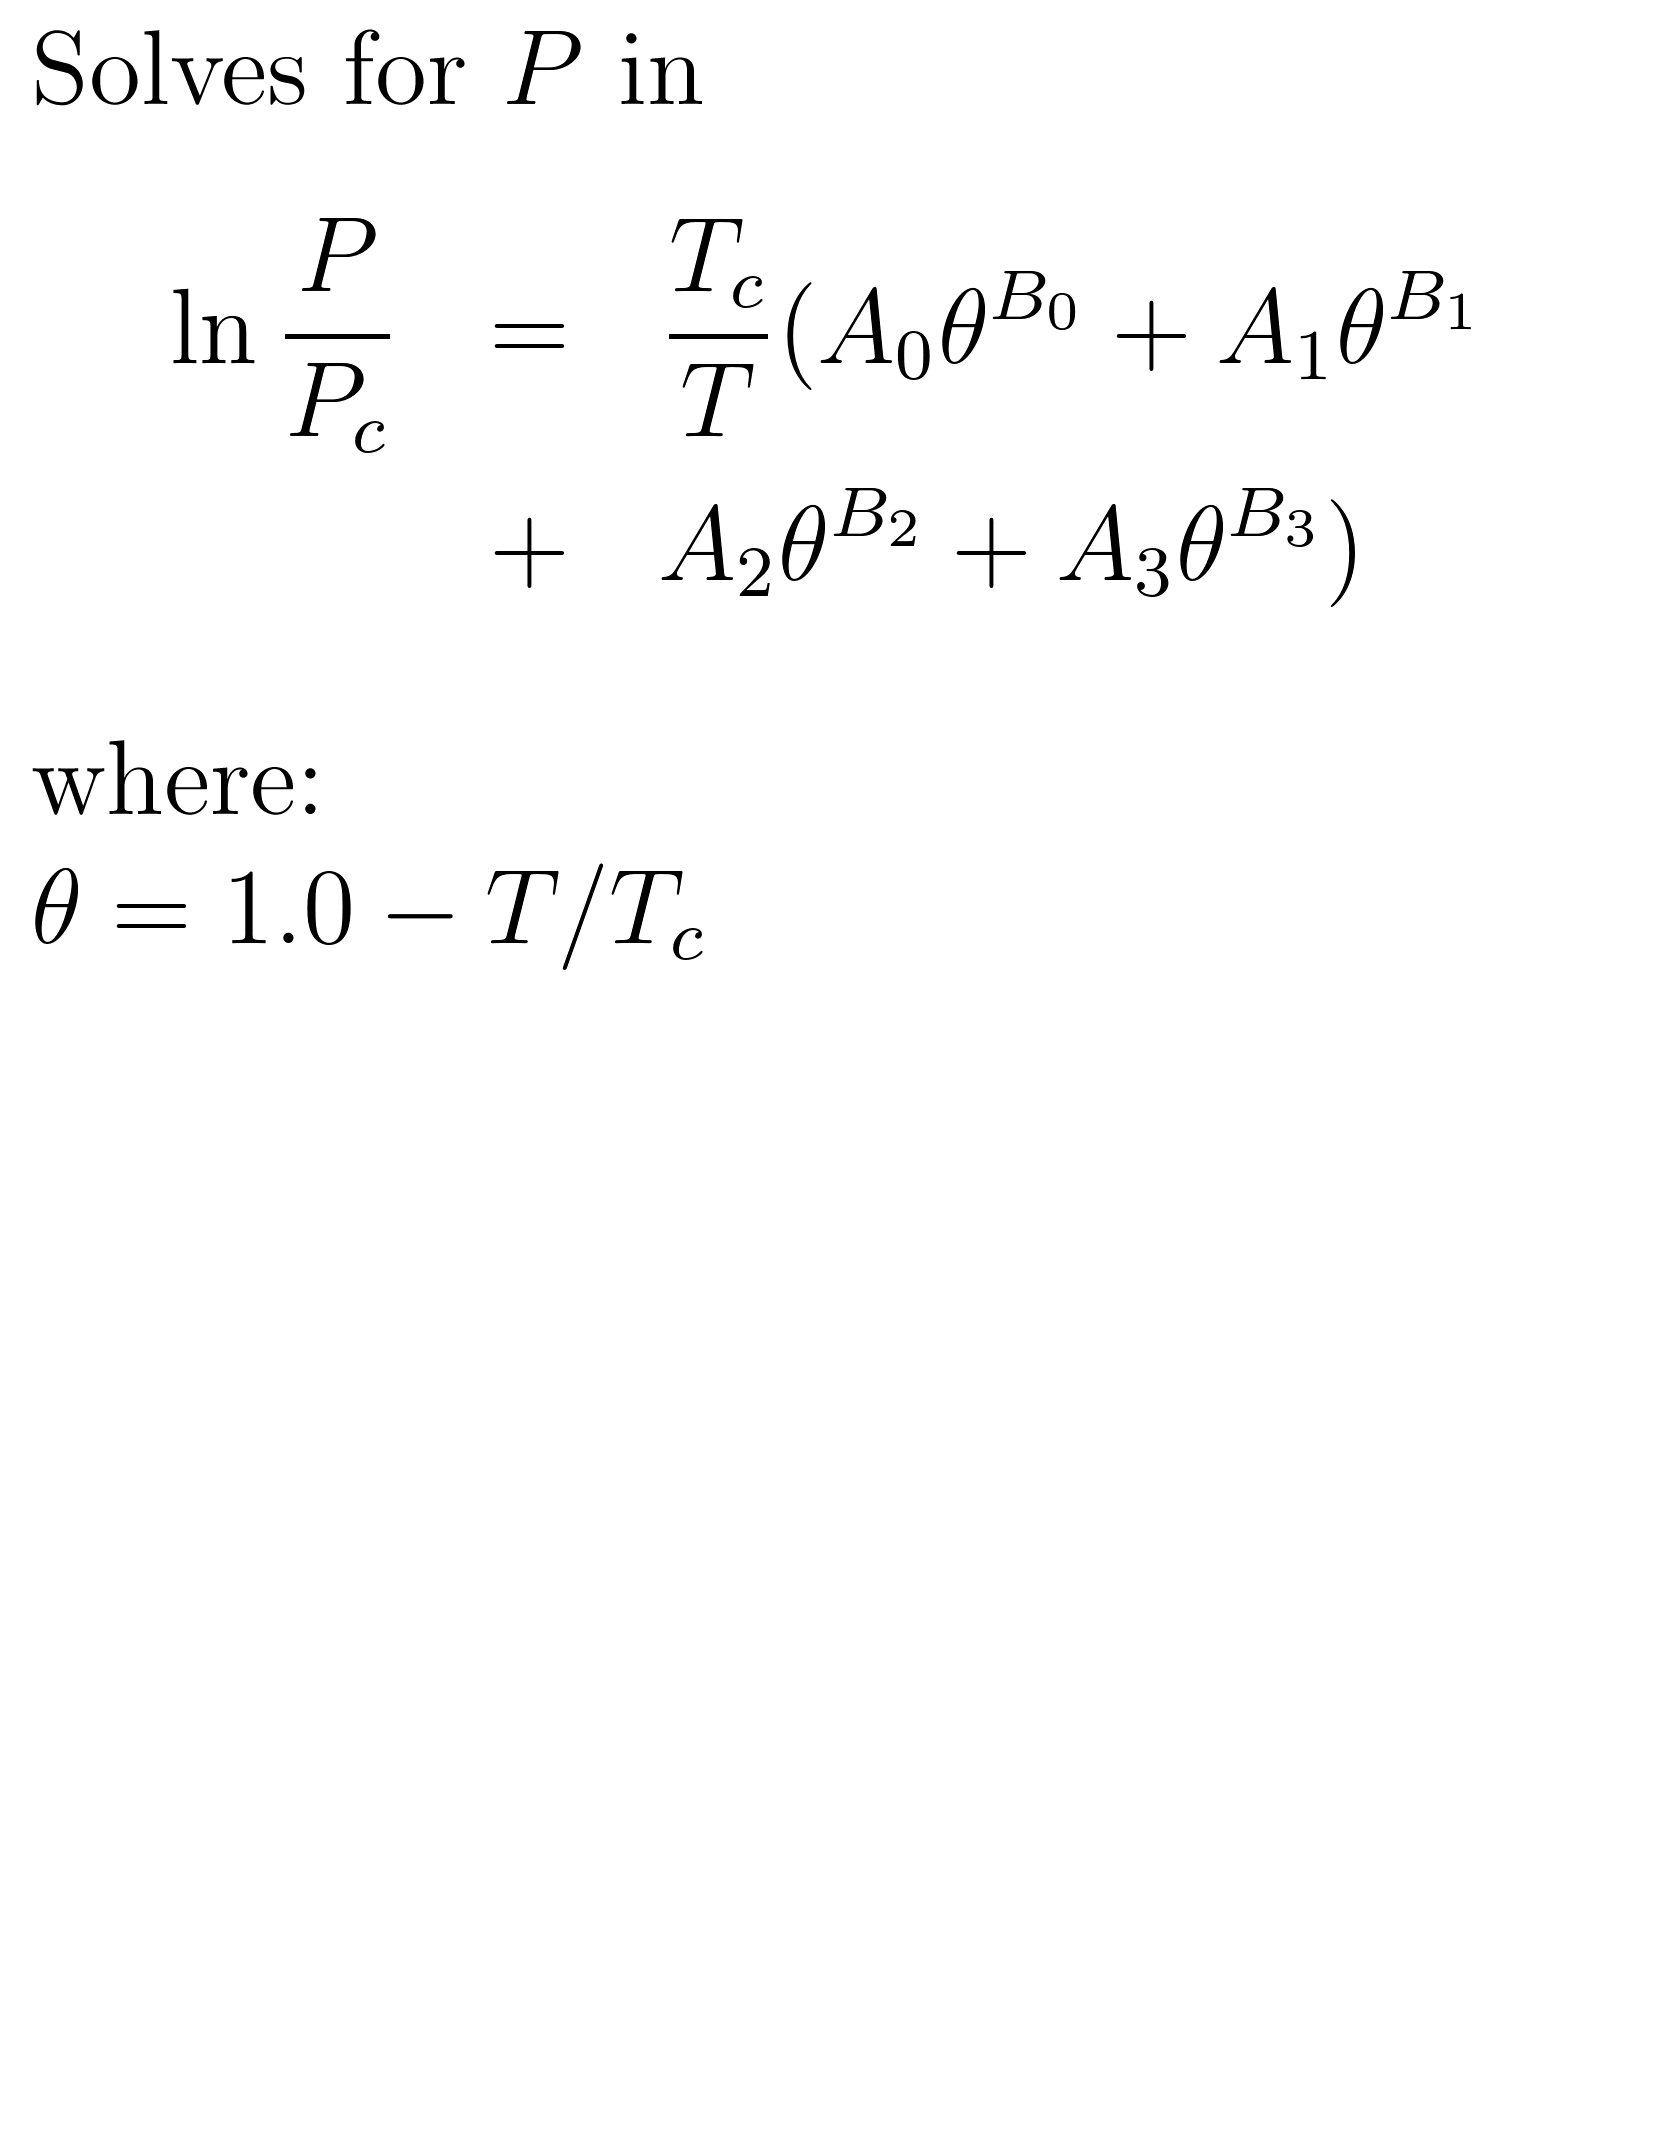 Solves for P in
ln P/P_c = T_c/T (A_0θ^{B_0} + A_1θ^{B_1}
+ A_2θ^{B_2} + A_3θ^{B_3})
where:
θ = 1.0 − T/T_c